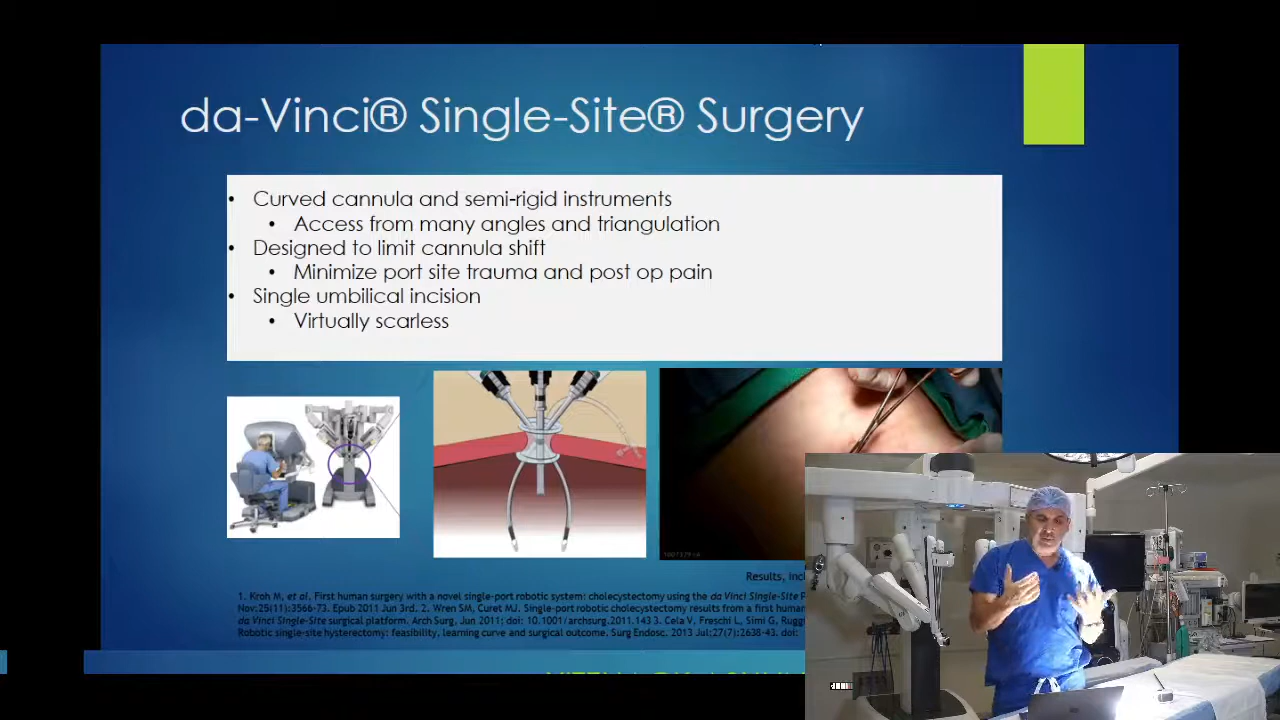 da-Vinci® Single-Site® Surgery
• Curved cannula and semi-rigid instruments
• Access from many angles and triangulation
• Designed to limit cannula shift
• Minimize port site trauma and post op pain
• Single umbilical incision
• Virtually scarless
Results, incl
1. Kroh M, et al. First human surgery with a novel single-port robotic system: cholecystectomy using the da Vinci Single-Site P
Nov;25(11):3566-73. Epub 2011 Jun 3rd. 2. Wren SM, Curet MJ. Single-port robotic cholecystectomy results from a first human
da Vinci Single-Site surgical platform. Arch Surg, Jun 2011; doi: 10.1001/archsurg.2011.143 3. Cela V, Freschi L, Simi G, Ruggi
Robotic single-site hysterectomy: feasibility, learning curve and surgical outcome. Surg Endosc. 2013 Jul;27(7):2638-43. doi: